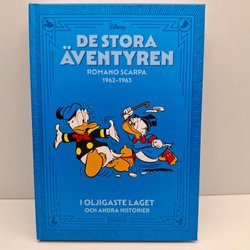 Disney
DE STORA
ÄVENTYREN
ROMANO SCARPA
1962–1963
I OLJIGASTE LAGET
OCH ANDRA HISTORIER